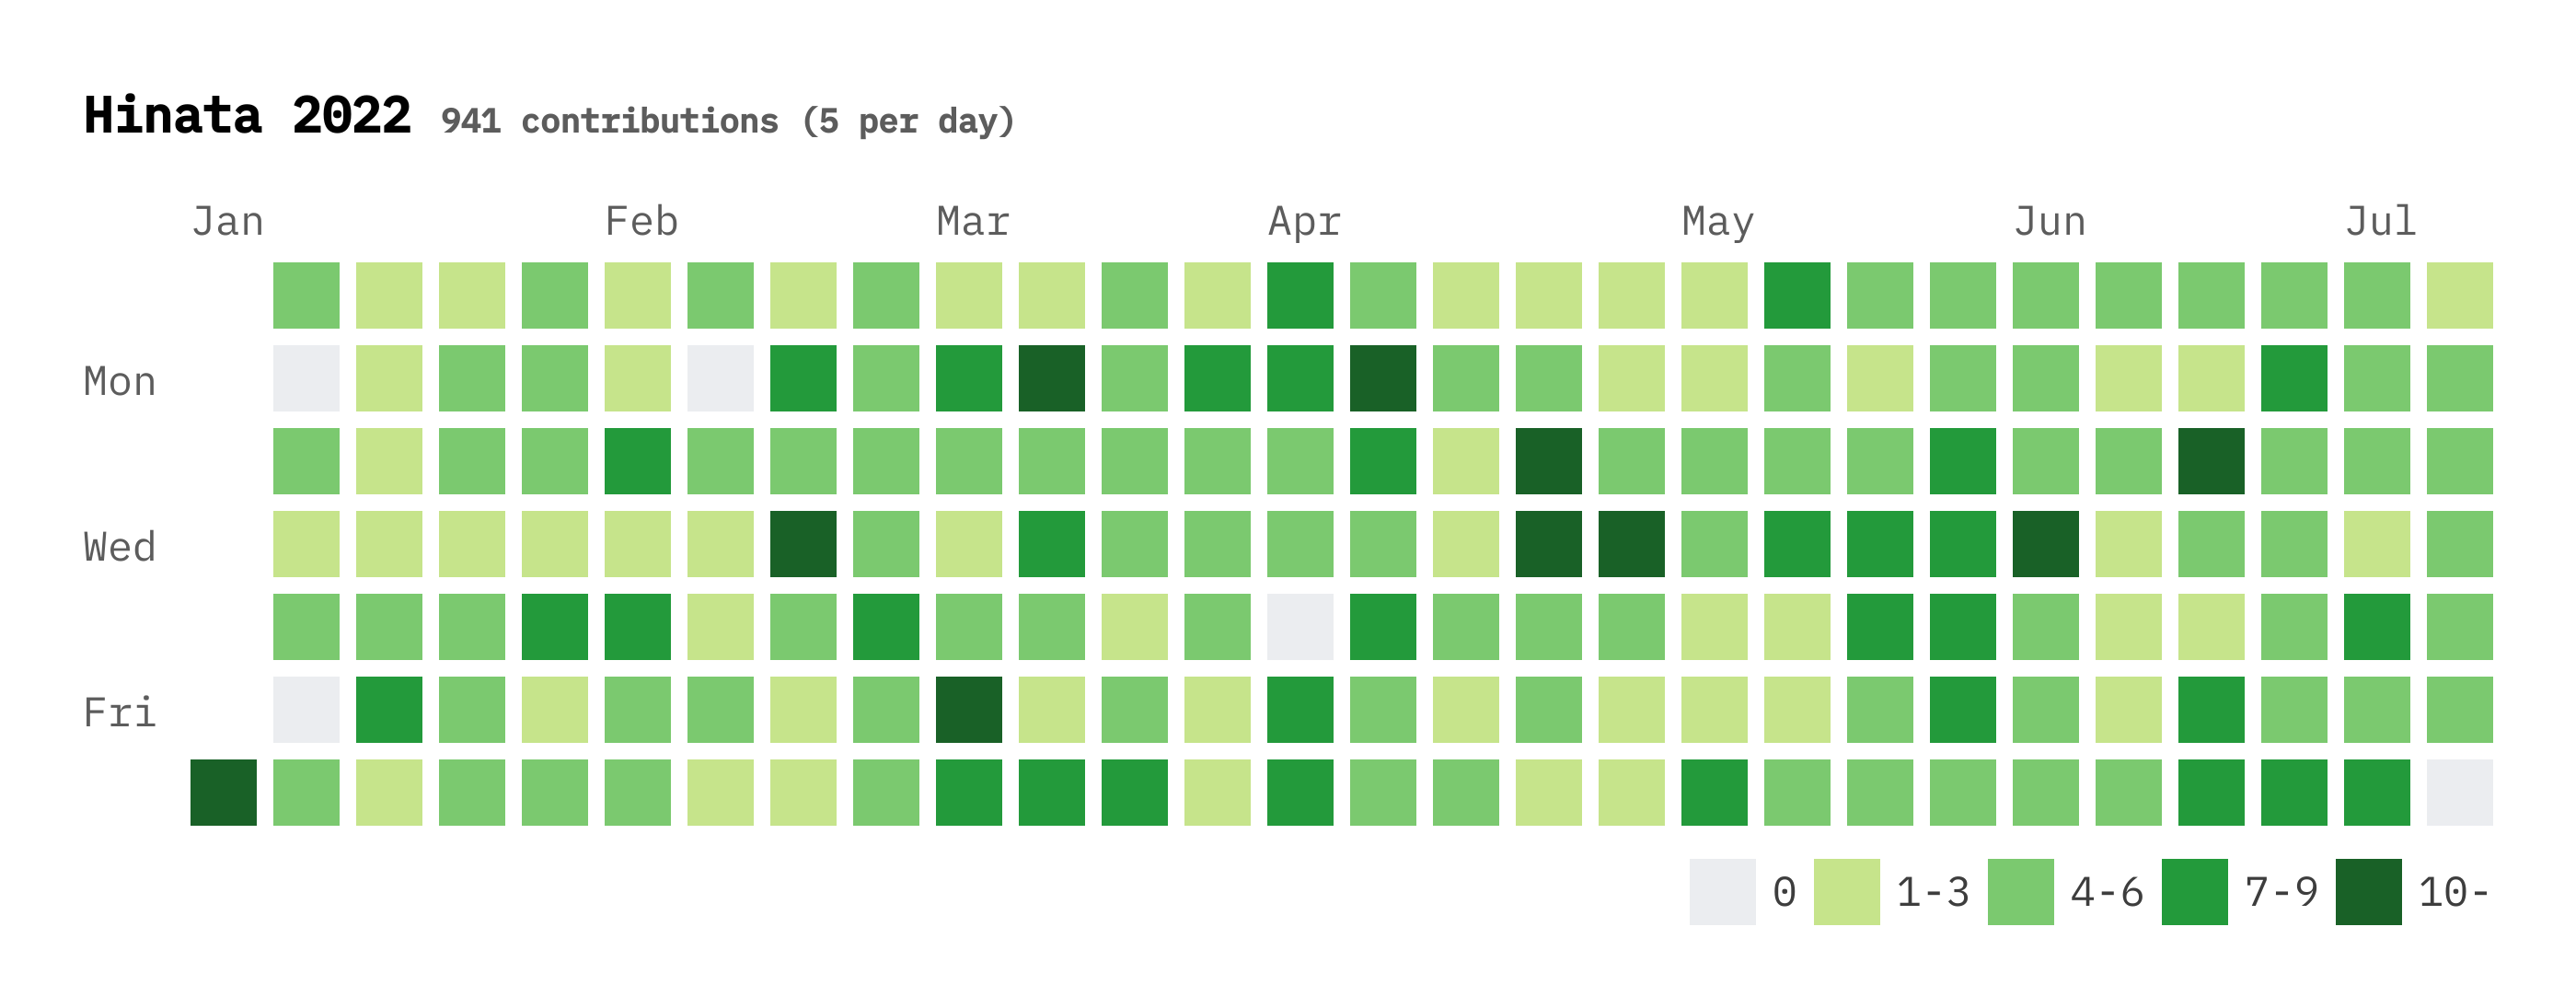 Hinata 2022 941 contributions (5 per day)
Jan Feb Mar Apr May Jun Jul
Mon
Wed
Fri
0 1-3 4-6 7-9 10-